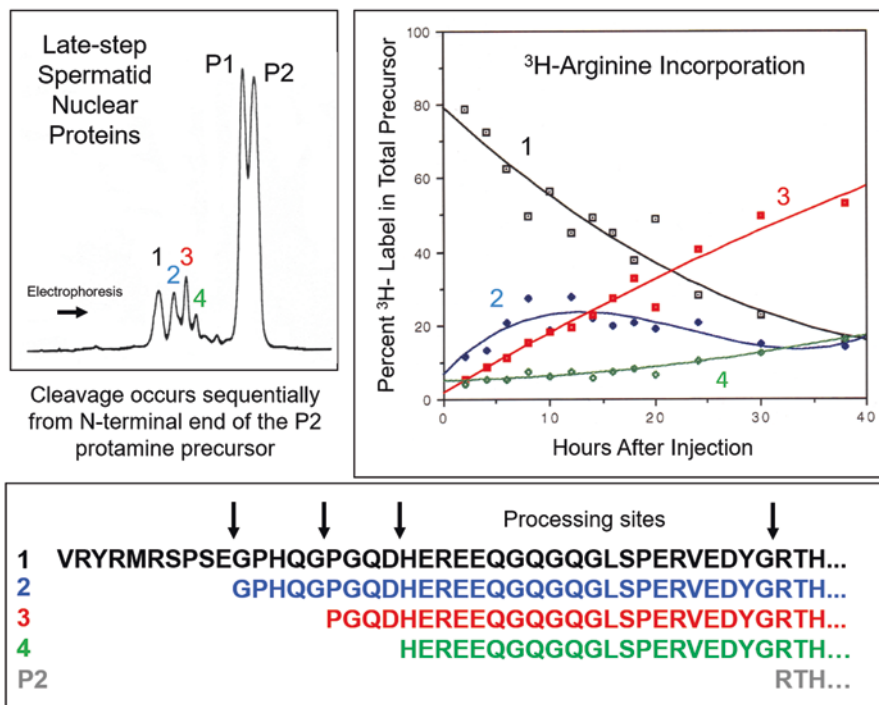 Late-step
Spermatid
Nuclear
Proteins
P1
P2
1
2
3
4
Electrophoresis
Cleavage occurs sequentially
from N-terminal end of the P2
protamine precursor
³H-Arginine Incorporation
Percent ³H- Label in Total Precursor
100
80
60
40
20
0
1
2
3
4
0
10
20
30
40
Hours After Injection
Processing sites
1 VRYRMRSPSEGPHQGPGQDHEREEQGQGQGLSPERVEDYGRTH...
2 GPHQGPGQDHEREEQGQGQGLSPERVEDYGRTH...
3 PGQDHEREEQGQGQGLSPERVEDYGRTH...
4 HEREEQGQGQGLSPERVEDYGRTH...
P2 RTH...